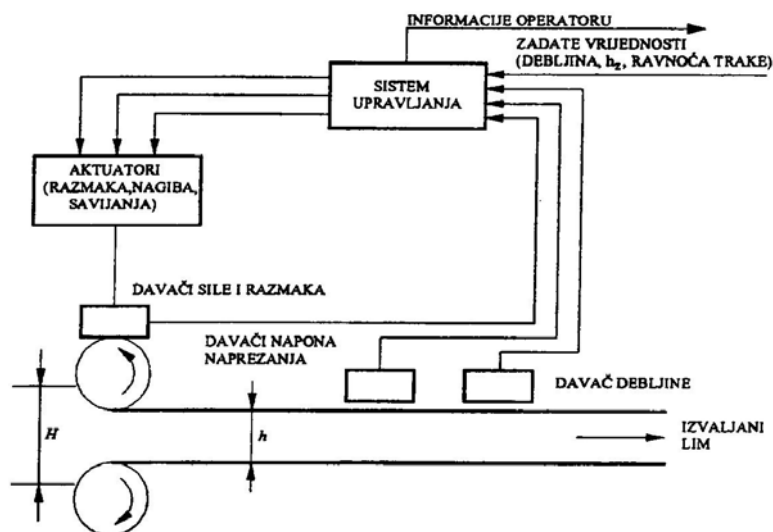 INFORMACIJE OPERATORU
ZADATE VRIJEDNOSTI
(DEBLJINA, hz, RAVNOĆA TRAKE)
SISTEM
UPRAVLJANJA
AKTUATORI
(RAZMAKA,NAGIBA,
SAVIJANJA)
DAVAČI SILE I RAZMAKA
DAVAČI NAPONA
NAPREZANJA
DAVAČ DEBLJINE
H
h
IZVALJANI
LIM